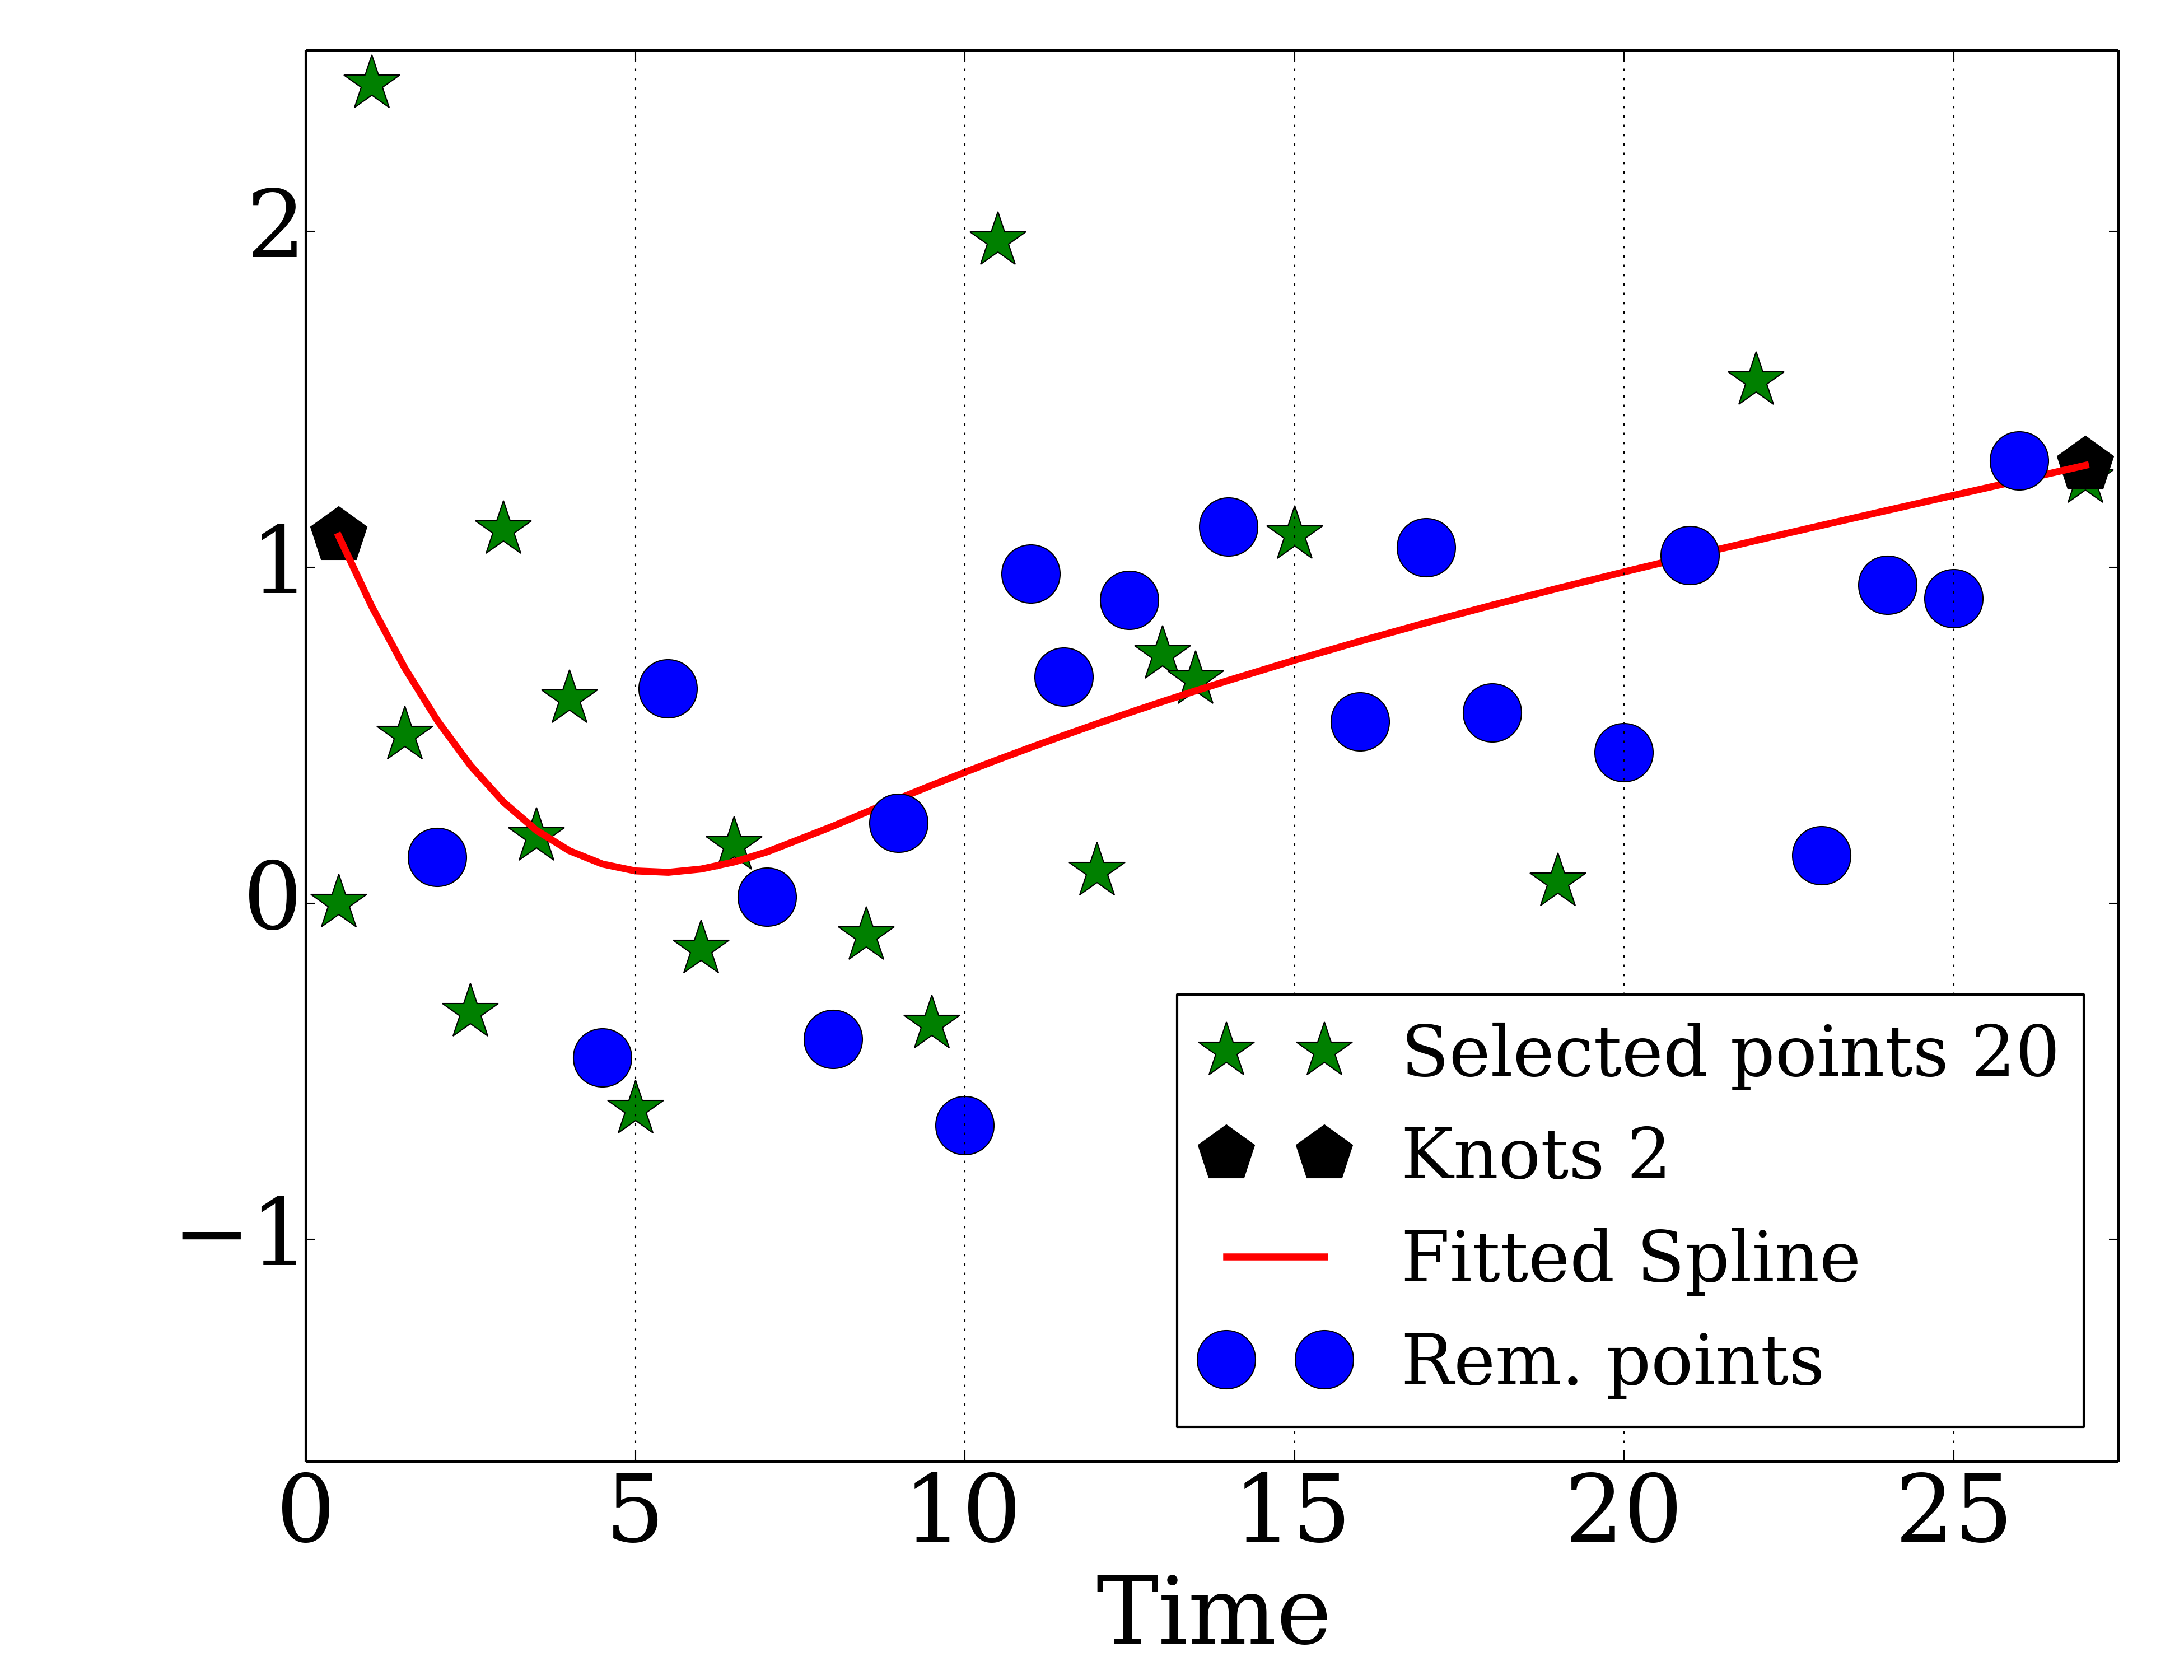 2
1
0
−1
0 5 10 15 20 25
Time
Selected points 20
Knots 2
Fitted Spline
Rem. points